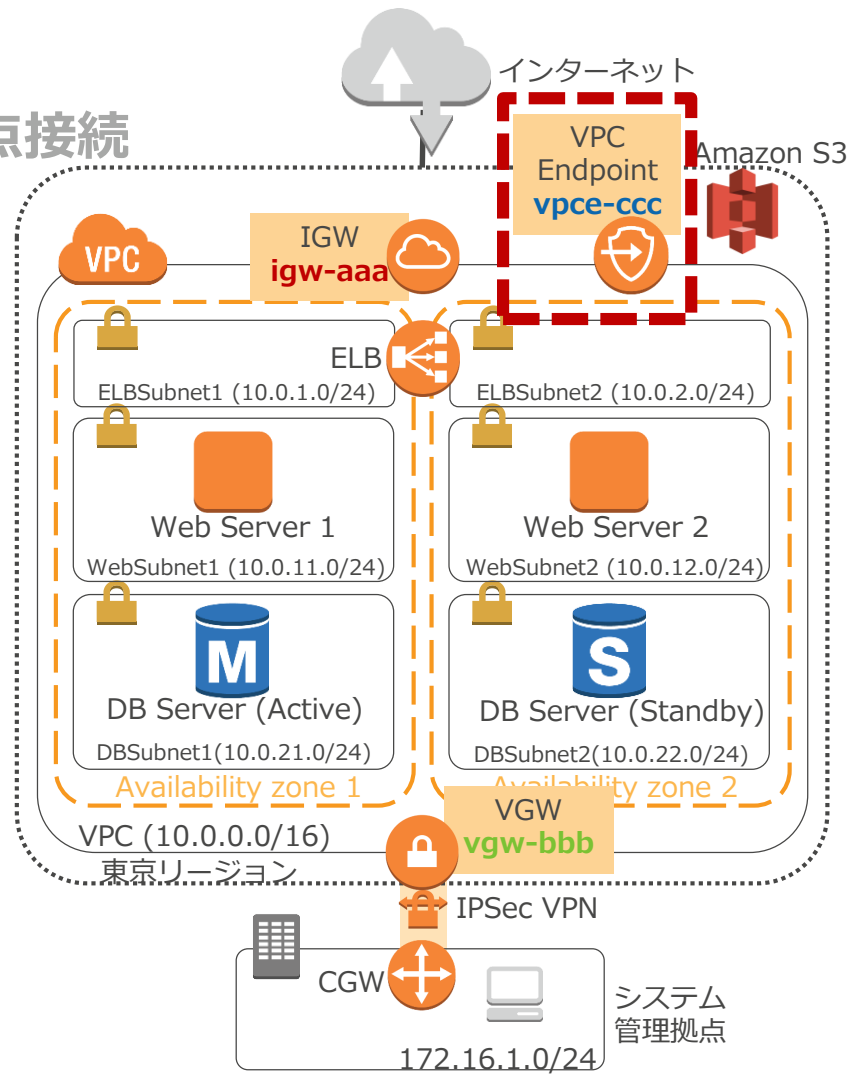 インターネット
点接続
VPC
Endpoint
vpce-ccc
Amazon S3
VPC
IGW
igw-aaa
ELB
ELBSubnet1 (10.0.1.0/24)
ELBSubnet2 (10.0.2.0/24)
Web Server 1
WebSubnet1 (10.0.11.0/24)
Web Server 2
WebSubnet2 (10.0.12.0/24)
M
DB Server (Active)
DBSubnet1(10.0.21.0/24)
S
DB Server (Standby)
DBSubnet2(10.0.22.0/24)
Availability zone 1
Availability zone 2
VGW
vgw-bbb
VPC (10.0.0.0/16)
東京リージョン
IPSec VPN
CGW
システム
管理拠点
172.16.1.0/24